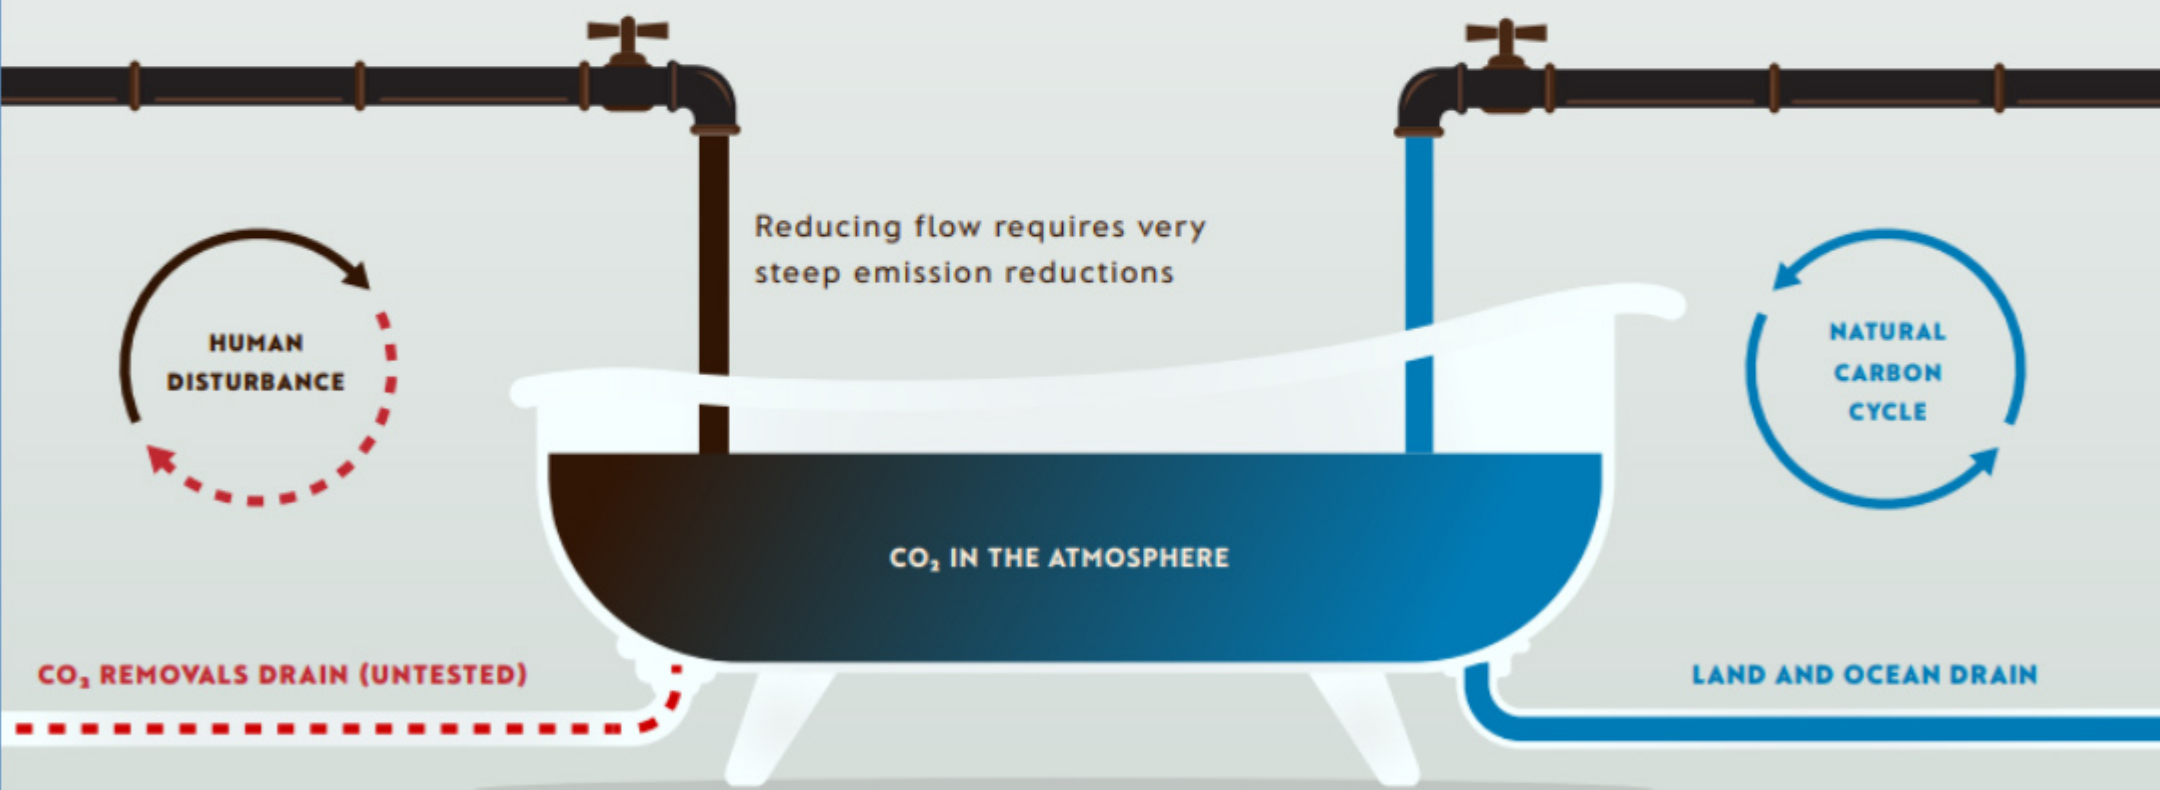 Reducing flow requires very
steep emission reductions
HUMAN
DISTURBANCE
NATURAL
CARBON
CYCLE
CO₂ IN THE ATMOSPHERE
CO₂ REMOVALS DRAIN (UNTESTED)
LAND AND OCEAN DRAIN